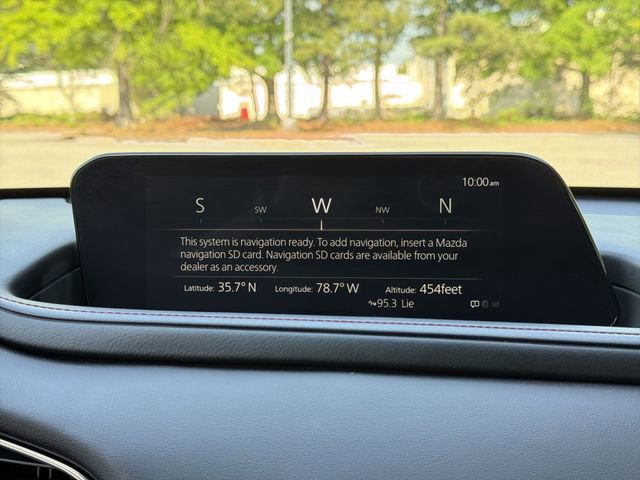 10:00am
S SW W NW N
This system is navigation ready. To add navigation, insert a Mazda
navigation SD card. Navigation SD cards are available from your
dealer as an accessory.
Latitude: 35.7° N Longitude: 78.7° W Altitude: 454feet
95.3 Lie